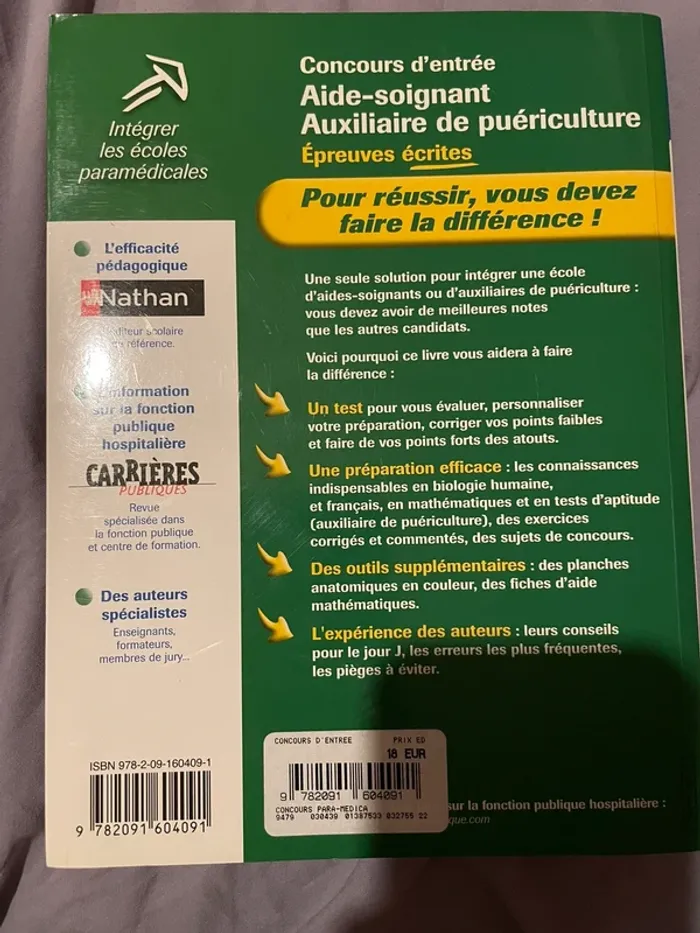 Intégrer
les écoles
paramédicales
Concours d'entrée
Aide-soignant
Auxiliaire de puériculture
Épreuves écrites
Pour réussir, vous devez
faire la différence !
L'efficacité
pédagogique
Nathan
scolaire
référence.
L'information
sur la fonction
publique
hospitalière
CARRIÈRES
PUBLIQUES
Revue
spécialisée dans
la fonction publique
et centre de formation.
Des auteurs
spécialistes
Enseignants,
formateurs,
membres de jury...
ISBN 978-2-09-160409-1
9 782091 604091
Une seule solution pour intégrer une école
d'aides-soignants ou d'auxiliaires de puériculture :
vous devez avoir de meilleures notes
que les autres candidats.
Voici pourquoi ce livre vous aidera à faire
la différence :
Un test pour vous évaluer, personnaliser
votre préparation, corriger vos points faibles
et faire de vos points forts des atouts.
Une préparation efficace : les connaissances
indispensables en biologie humaine,
et français, en mathématiques et en tests d'aptitude
(auxiliaire de puériculture), des exercices
corrigés et commentés, des sujets de concours.
Des outils supplémentaires : des planches
anatomiques en couleur, des fiches d'aide
mathématiques.
L'expérience des auteurs : leurs conseils
pour le jour J, les erreurs les plus fréquentes,
les pièges à éviter.
CONCOURS D'ENTREE PRIX ED
18 EUR
9 782091 604091
CONCOURS PARA-MEDICA
9479 030439 01387533 032755 22
sur la fonction publique hospitalière :
que.com